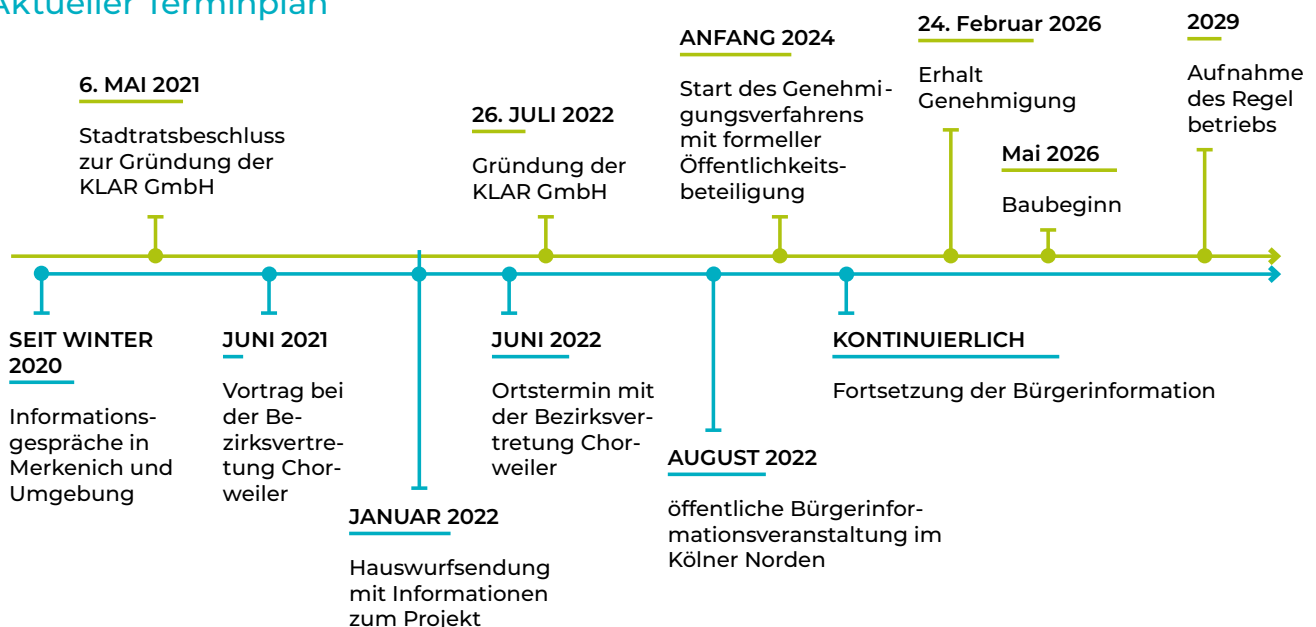 Aktueller Terminplan
6. MAI 2021
Stadtratsbeschluss
zur Gründung der
KLAR GmbH
26. JULI 2022
Gründung der
KLAR GmbH
ANFANG 2024
Start des Genehmi-
gungsverfahrens
mit formeller
Öffentlichkeits-
beteiligung
24. Februar 2026
Erhalt
Genehmigung
Mai 2026
Baubeginn
2029
Aufnahme
des Regel
betriebs
SEIT WINTER
2020
Informations-
gespräche in
Merkenich und
Umgebung
JUNI 2021
Vortrag bei
der Be-
zirksvertre-
tung Chor-
weiler
JANUAR 2022
Hauswurfsendung
mit Informationen
zum Projekt
JUNI 2022
Ortstermin mit
der Bezirksver-
tretung Chor-
weiler
AUGUST 2022
öffentliche Bürgerinfor-
mationsveranstaltung im
Kölner Norden
KONTINUIERLICH
Fortsetzung der Bürgerinformation